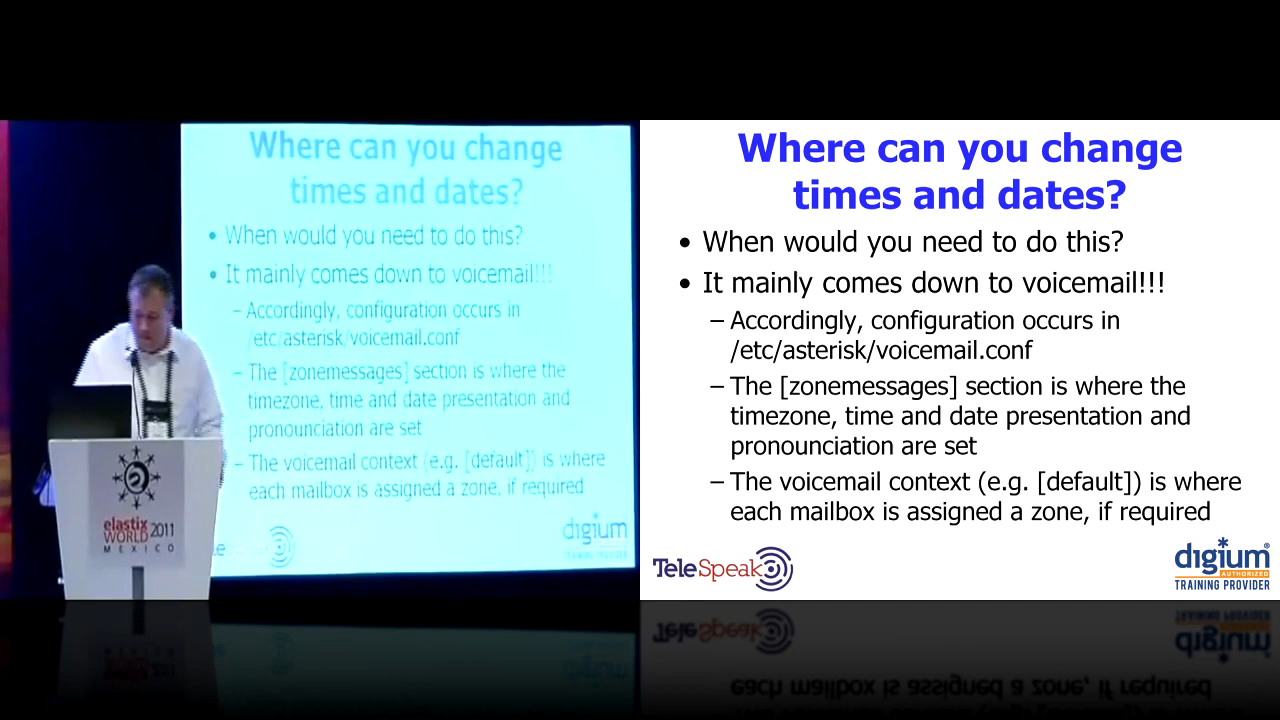 Where can you change
times and dates?
• When would you need to do this?
• It mainly comes down to voicemail!!!
– Accordingly, configuration occurs in
/etc/asterisk/voicemail.conf
– The [zonemessages] section is where the
timezone, time and date presentation and
pronounciation are set
– The voicemail context (e.g. [default]) is where
each mailbox is assigned a zone, if required
digium
TRAINING PROVIDER
elastix
WORLD 2011
MEXICO
Where can you change
times and dates?
• When would you need to do this?
• It mainly comes down to voicemail!!!
– Accordingly, configuration occurs in
/etc/asterisk/voicemail.conf
– The [zonemessages] section is where the
timezone, time and date presentation and
pronounciation are set
– The voicemail context (e.g. [default]) is where
each mailbox is assigned a zone, if required
TeleSpeak
digium®
AUTHORIZED
TRAINING PROVIDER